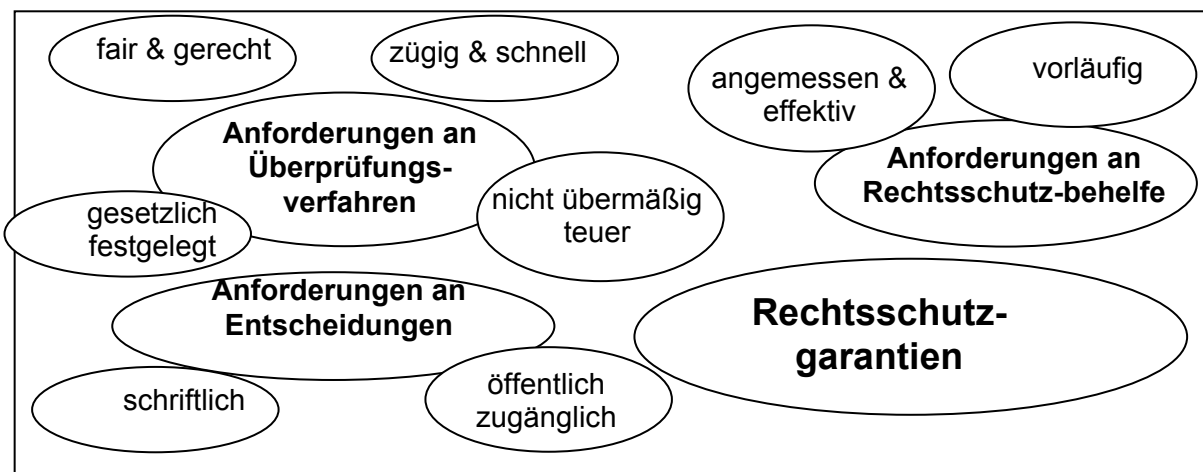 fair & gerecht
zügig & schnell
angemessen &
effektiv
vorläufig
Anforderungen an
Überprüfungs-
verfahren
Anforderungen an
Rechtsschutz-behelfe
gesetzlich
festgelegt
nicht übermäßig
teuer
Anforderungen an
Entscheidungen
Rechtsschutz-
garantien
schriftlich
öffentlich
zugänglich